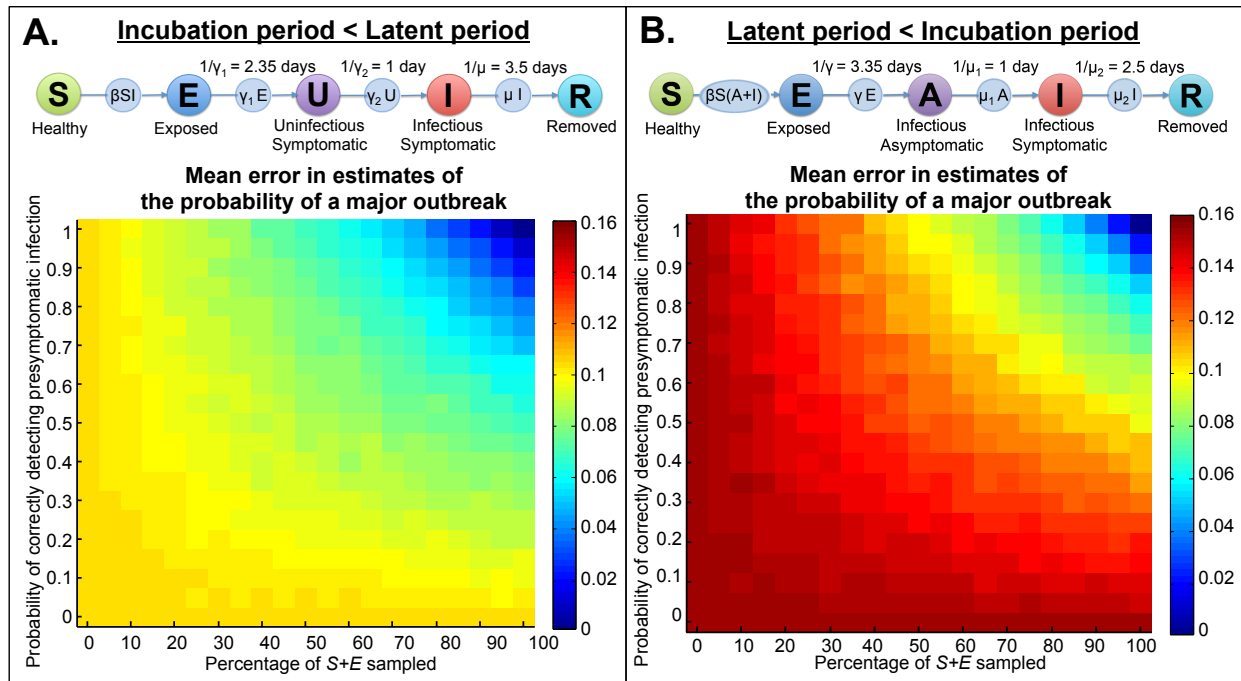 A. Incubation period < Latent period
1/γ₁ = 2.35 days 1/γ₂ = 1 day 1/μ = 3.5 days
S βSI E γ₁ E U γ₂ U I μ I R
Healthy Exposed Uninfectious Symptomatic Infectious Symptomatic Removed
Mean error in estimates of
the probability of a major outbreak
Probability of correctly detecting presymptomatic infection
1
0.9
0.8
0.7
0.6
0.5
0.4
0.3
0.2
0.1
0
0 10 20 30 40 50 60 70 80 90 100
Percentage of S+E sampled
0.16
0.14
0.12
0.1
0.08
0.06
0.04
0.02
0
B. Latent period < Incubation period
1/γ = 3.35 days 1/μ₁ = 1 day 1/μ₂ = 2.5 days
S βS(A+I) E γ E A μ₁ A I μ₂ I R
Healthy Exposed Infectious Asymptomatic Infectious Symptomatic Removed
Mean error in estimates of
the probability of a major outbreak
Probability of correctly detecting presymptomatic infection
1
0.9
0.8
0.7
0.6
0.5
0.4
0.3
0.2
0.1
0
0 10 20 30 40 50 60 70 80 90 100
Percentage of S+E sampled
0.16
0.14
0.12
0.1
0.08
0.06
0.04
0.02
0